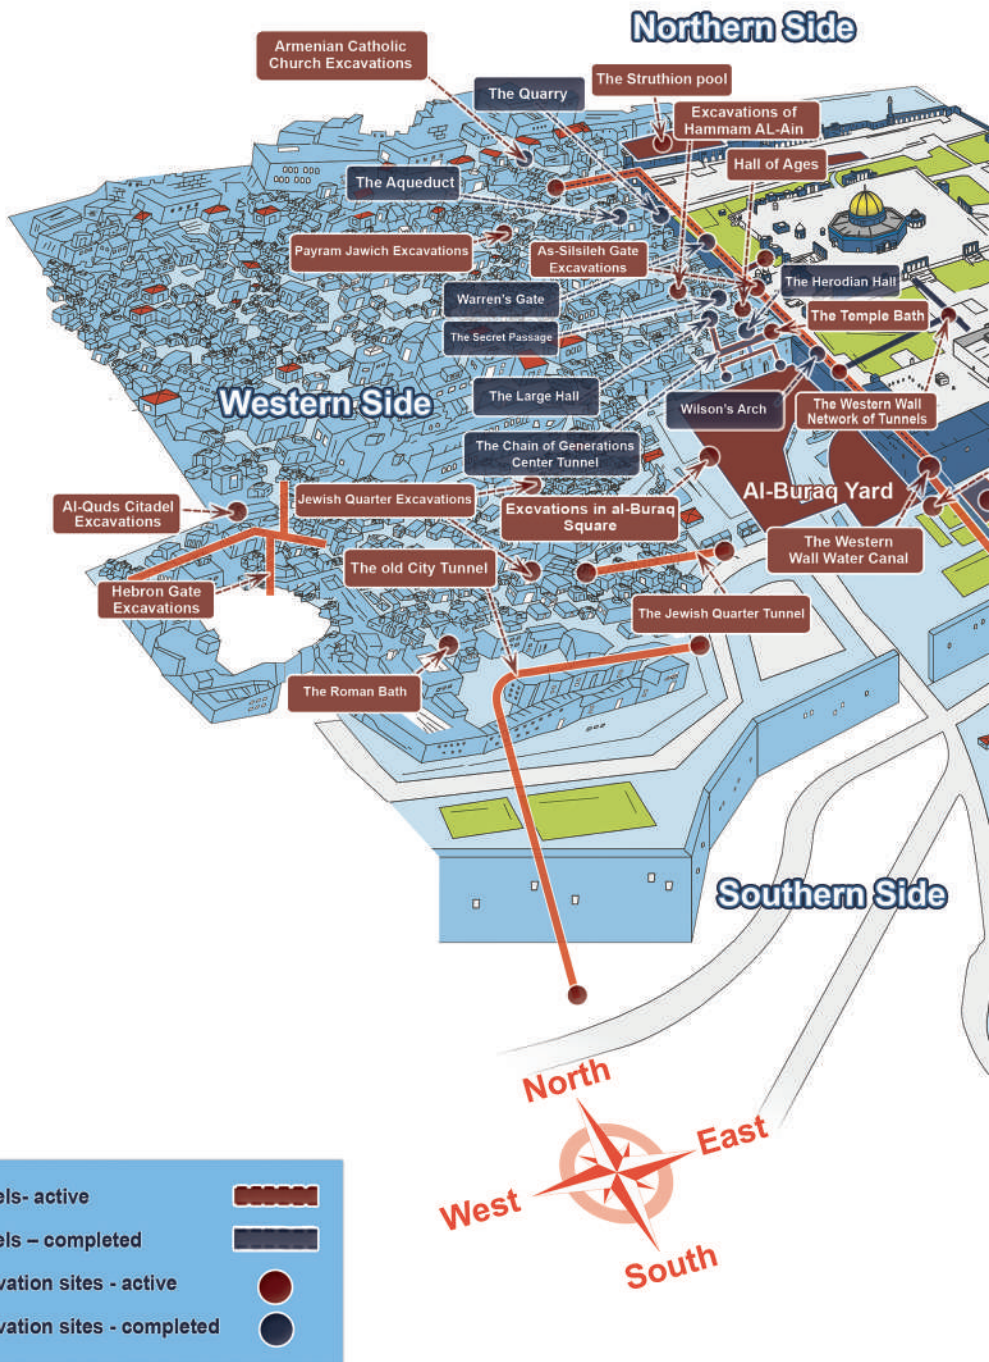 Northern Side
Armenian Catholic
Church Excavations
The Quarry
The Struthion pool
Excavations of
Hammam AL-Ain
Hall of Ages
The Aqueduct
Payram Jawich Excavations
As-Silsileh Gate
Excavations
The Herodian Hall
Warren's Gate
The Temple Bath
The Secret Passage
Western Side
The Large Hall
Wilson's Arch
The Western Wall
Network of Tunnels
The Chain of Generations
Center Tunnel
Al-Quds Citadel
Excavations
Jewish Quarter Excavations
Excvations in al-Buraq
Square
Al-Buraq Yard
The Western
Wall Water Canal
The old City Tunnel
Hebron Gate
Excavations
The Jewish Quarter Tunnel
The Roman Bath
Southern Side
North
East
West
South
els- active
els – completed
vation sites - active
vation sites - completed